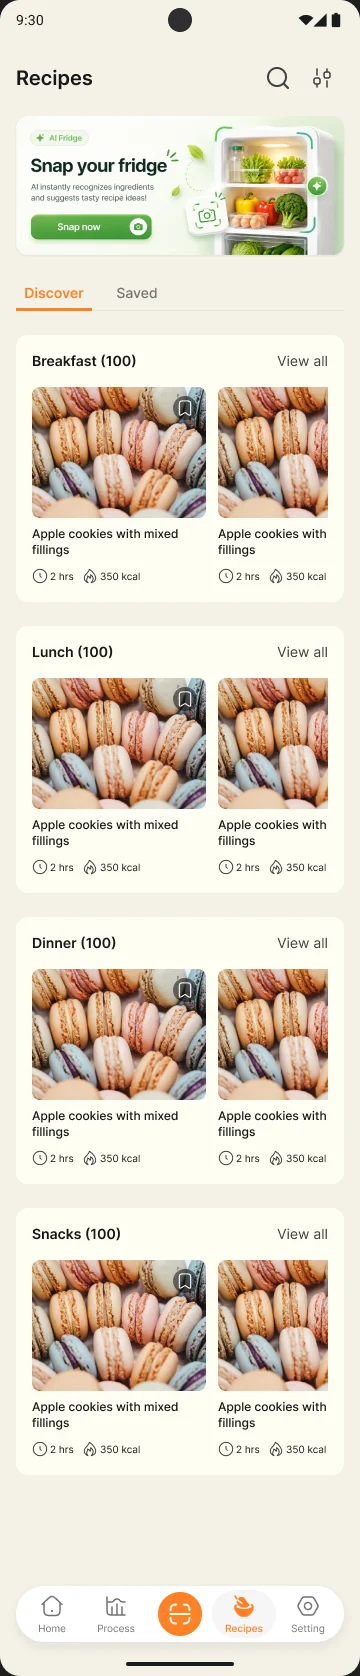 9:30
Recipes
AI Fridge
Snap your fridge
AI instantly recognizes ingredients
and suggests tasty recipe ideas!
Snap now
Discover Saved
Breakfast (100) View all
Apple cookies with mixed
fillings
2 hrs 350 kcal
Apple cookies with
fillings
2 hrs 350 kcal
Lunch (100) View all
Apple cookies with mixed
fillings
2 hrs 350 kcal
Apple cookies with
fillings
2 hrs 350 kcal
Dinner (100) View all
Apple cookies with mixed
fillings
2 hrs 350 kcal
Apple cookies with
fillings
2 hrs 350 kcal
Snacks (100) View all
Apple cookies with mixed
fillings
2 hrs 350 kcal
Apple cookies with
fillings
2 hrs 350 kcal
Home Process Recipes Setting